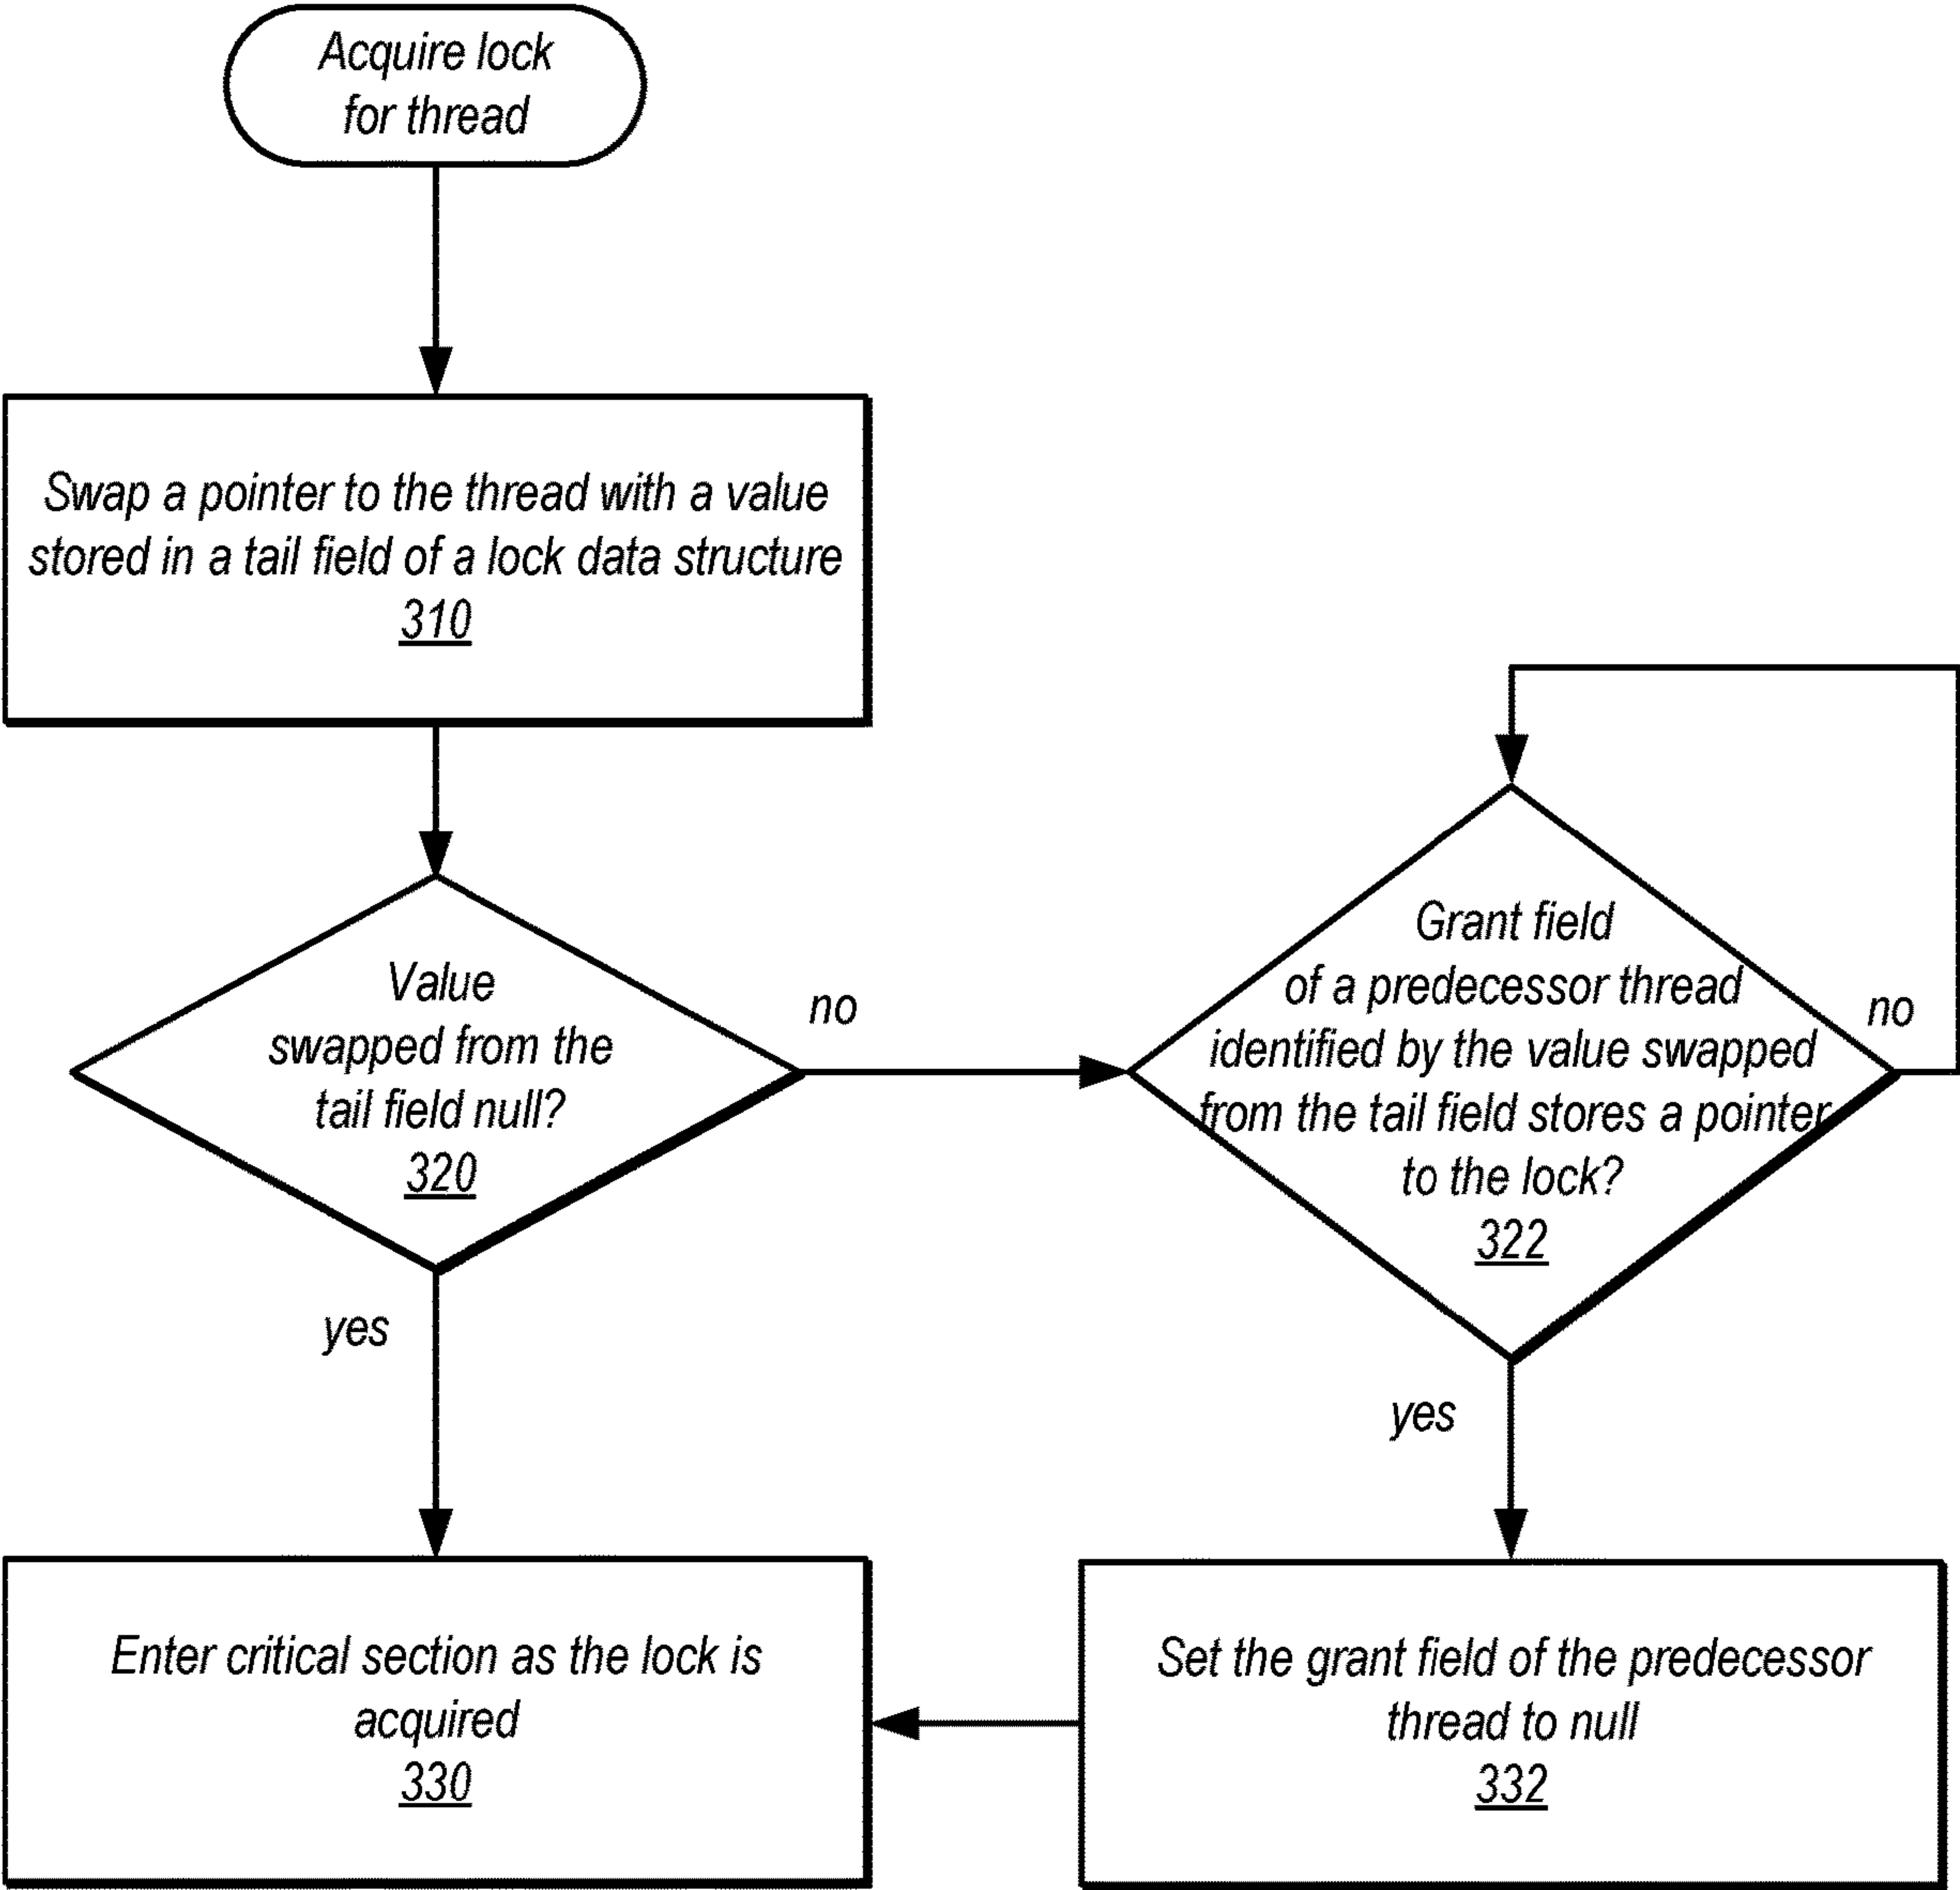 Acquire lock
for thread
Swap a pointer to the thread with a value
stored in a tail field of a lock data structure
310
Value
swapped from the
tail field null?
320
no
yes
Grant field
of a predecessor thread
identified by the value swapped
from the tail field stores a pointer
to the lock?
322
no
yes
Enter critical section as the lock is
acquired
330
Set the grant field of the predecessor
thread to null
332